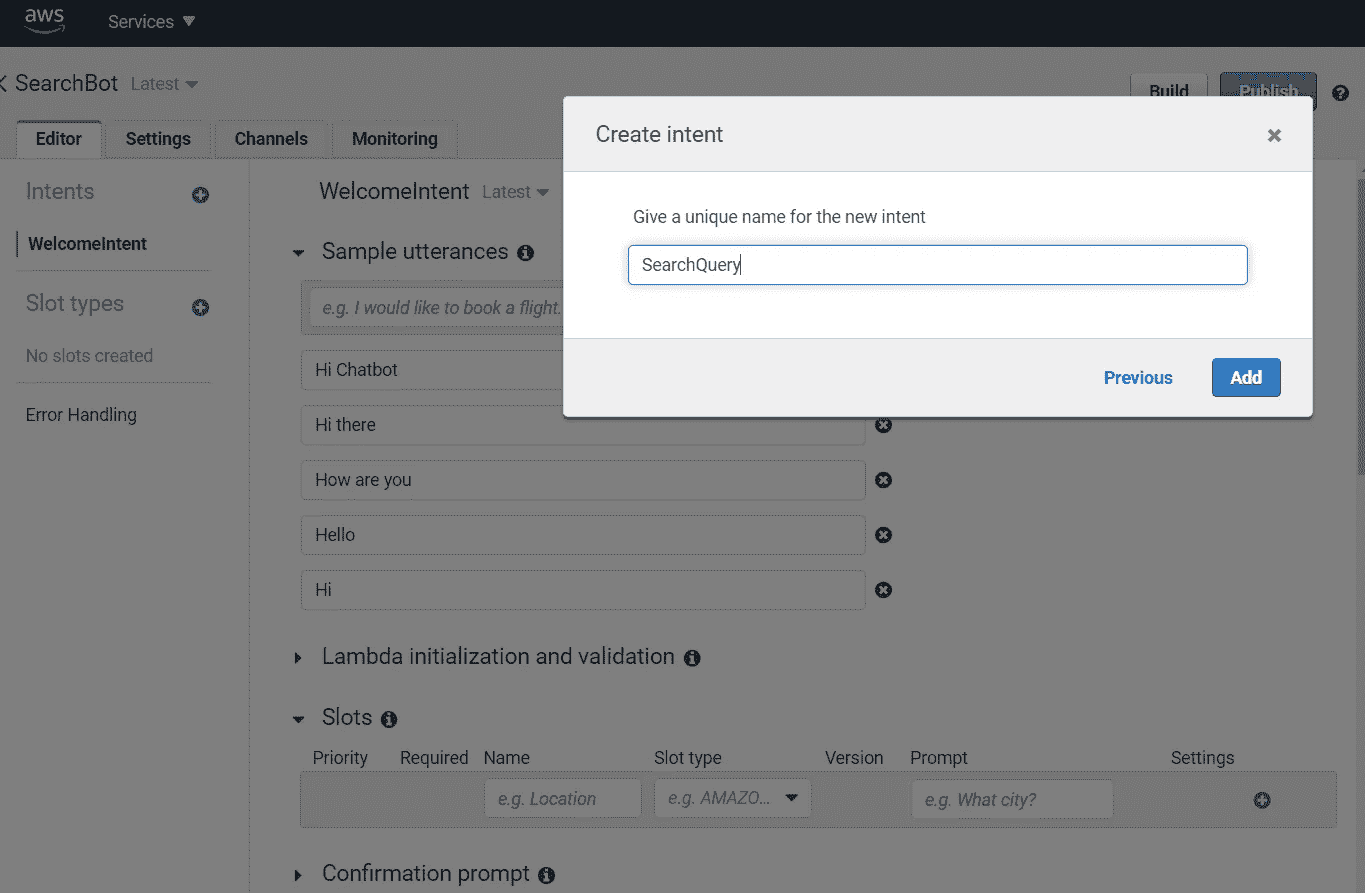 aws
Services
SearchBot Latest
Build
Publish
Editor
Settings
Channels
Monitoring
Create intent
Give a unique name for the new intent
SearchQuery
Previous
Add
Intents
WelcomeIntent
Slot types
No slots created
Error Handling
WelcomeIntent Latest
Sample utterances
e.g. I would like to book a flight.
Hi Chatbot
Hi there
How are you
Hello
Hi
Lambda initialization and validation
Slots
Priority Required Name Slot type Version Prompt Settings
e.g. Location e.g. AMAZO... e.g. What city?
Confirmation prompt